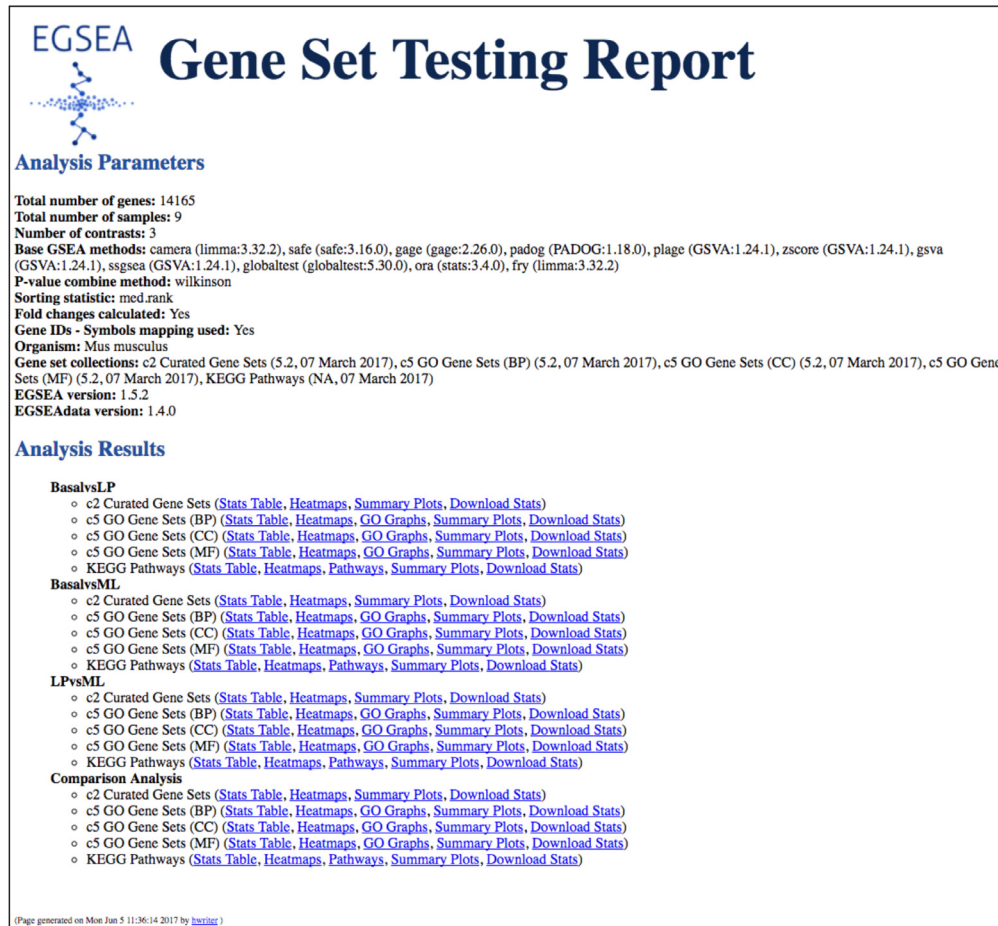 EGSEA
Gene Set Testing Report
Analysis Parameters
Total number of genes: 14165
Total number of samples: 9
Number of contrasts: 3
Base GSEA methods: camera (limma:3.32.2), safe (safe:3.16.0), gage (gage:2.26.0), padog (PADOG:1.18.0), plage (GSVA:1.24.1), zscore (GSVA:1.24.1), gsva
(GSVA:1.24.1), ssgsea (GSVA:1.24.1), globaltest (globaltest:5.30.0), ora (stats:3.4.0), fry (limma:3.32.2)
P-value combine method: wilkinson
Sorting statistic: med.rank
Fold changes calculated: Yes
Gene IDs - Symbols mapping used: Yes
Organism: Mus musculus
Gene set collections: c2 Curated Gene Sets (5.2, 07 March 2017), c5 GO Gene Sets (BP) (5.2, 07 March 2017), c5 GO Gene Sets (CC) (5.2, 07 March 2017), c5 GO Gene
Sets (MF) (5.2, 07 March 2017), KEGG Pathways (NA, 07 March 2017)
EGSEA version: 1.5.2
EGSEAdata version: 1.4.0
Analysis Results
BasalvsLP
c2 Curated Gene Sets (Stats Table, Heatmaps, Summary Plots, Download Stats)
c5 GO Gene Sets (BP) (Stats Table, Heatmaps, GO Graphs, Summary Plots, Download Stats)
c5 GO Gene Sets (CC) (Stats Table, Heatmaps, GO Graphs, Summary Plots, Download Stats)
c5 GO Gene Sets (MF) (Stats Table, Heatmaps, GO Graphs, Summary Plots, Download Stats)
KEGG Pathways (Stats Table, Heatmaps, Pathways, Summary Plots, Download Stats)
BasalvsML
c2 Curated Gene Sets (Stats Table, Heatmaps, Summary Plots, Download Stats)
c5 GO Gene Sets (BP) (Stats Table, Heatmaps, GO Graphs, Summary Plots, Download Stats)
c5 GO Gene Sets (CC) (Stats Table, Heatmaps, GO Graphs, Summary Plots, Download Stats)
c5 GO Gene Sets (MF) (Stats Table, Heatmaps, GO Graphs, Summary Plots, Download Stats)
KEGG Pathways (Stats Table, Heatmaps, Pathways, Summary Plots, Download Stats)
LPvsML
c2 Curated Gene Sets (Stats Table, Heatmaps, Summary Plots, Download Stats)
c5 GO Gene Sets (BP) (Stats Table, Heatmaps, GO Graphs, Summary Plots, Download Stats)
c5 GO Gene Sets (CC) (Stats Table, Heatmaps, GO Graphs, Summary Plots, Download Stats)
c5 GO Gene Sets (MF) (Stats Table, Heatmaps, GO Graphs, Summary Plots, Download Stats)
KEGG Pathways (Stats Table, Heatmaps, Pathways, Summary Plots, Download Stats)
Comparison Analysis
c2 Curated Gene Sets (Stats Table, Heatmaps, Summary Plots, Download Stats)
c5 GO Gene Sets (BP) (Stats Table, Heatmaps, GO Graphs, Summary Plots, Download Stats)
c5 GO Gene Sets (CC) (Stats Table, Heatmaps, GO Graphs, Summary Plots, Download Stats)
c5 GO Gene Sets (MF) (Stats Table, Heatmaps, GO Graphs, Summary Plots, Download Stats)
KEGG Pathways (Stats Table, Heatmaps, Pathways, Summary Plots, Download Stats)
(Page generated on Mon Jun 5 11:36:14 2017 by hwriter )